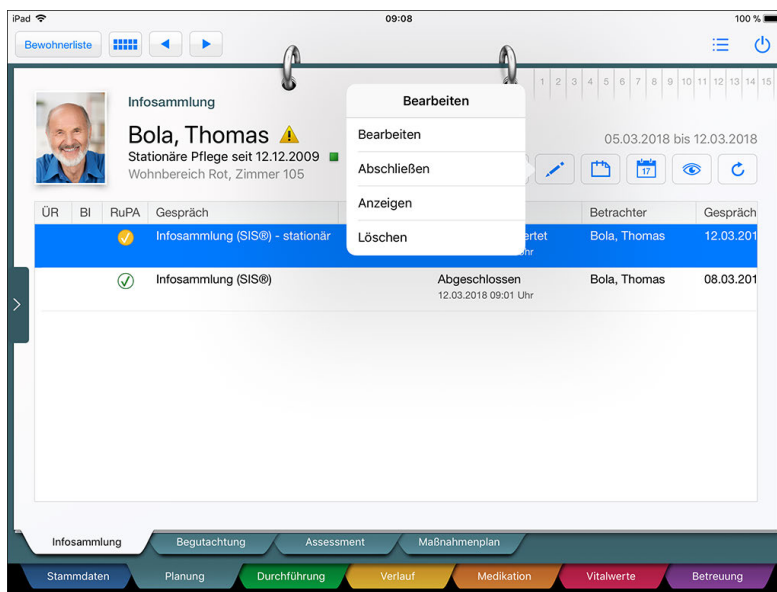 iPad 09:08 100 %
Bewohnerliste
1 2 3 4 5 6 7 8 9 10 11 12 13 14 15
Infosammlung
Bola, Thomas
Stationäre Pflege seit 12.12.2009
Wohnbereich Rot, Zimmer 105
05.03.2018 bis 12.03.2018
17
Bearbeiten
Bearbeiten
Abschließen
Anzeigen
Löschen
ÜR BI RuPA Gespräch Betrachter Gespräch
Infosammlung (SIS®) - stationär ertet Bola, Thomas 12.03.201
hr
Infosammlung (SIS®) Abgeschlossen Bola, Thomas 08.03.201
12.03.2018 09:01 Uhr
Infosammlung Begutachtung Assessment Maßnahmenplan
Stammdaten Planung Durchführung Verlauf Medikation Vitalwerte Betreuung